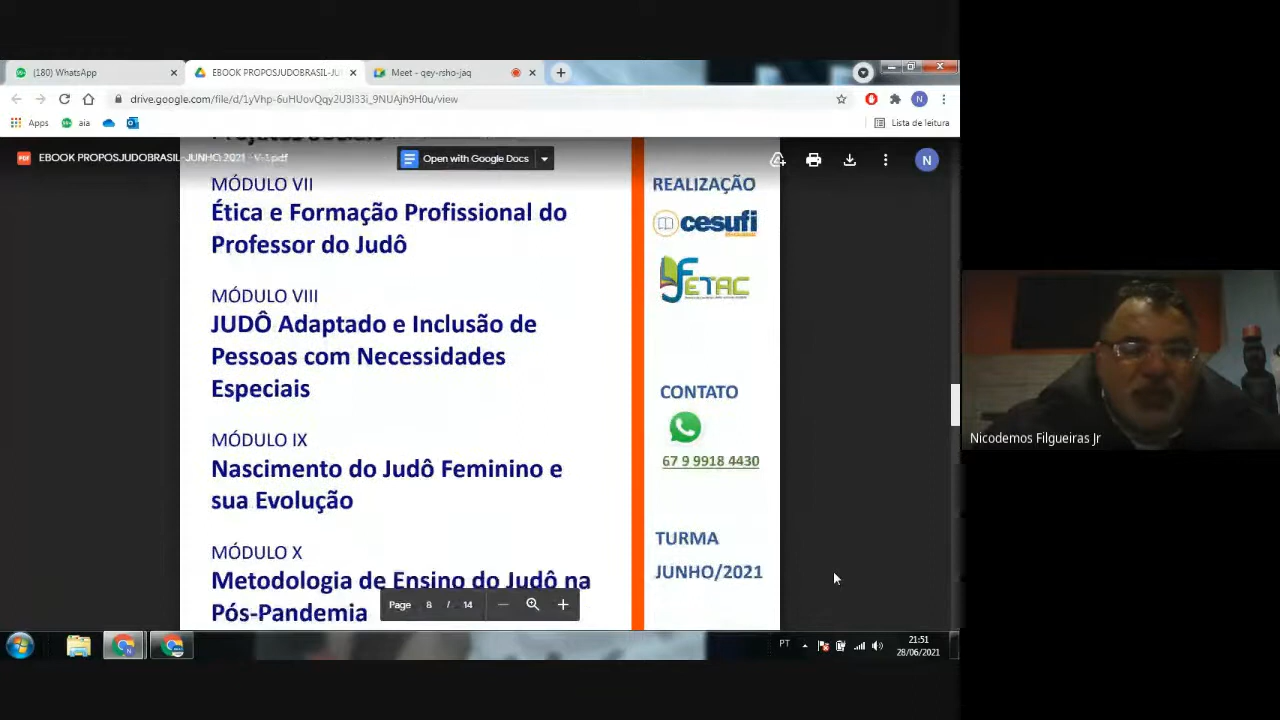 (180) WhatsApp
EBOOK PROPOSJUDOBRASIL-JU
Meet - qey-rsho-jaq
drive.google.com/file/d/1yVhp-6uHUovQqy2U3I33i_9NUAjh9H0u/view
Apps
aia
Lista de leitura
N
EBOOK PROPOSJUDOBRASIL-JUNHO 2021 - V-1.pdf
Open with Google Docs
N
MÓDULO VII
Ética e Formação Profissional do
Professor do Judô
MÓDULO VIII
JUDÔ Adaptado e Inclusão de
Pessoas com Necessidades
Especiais
MÓDULO IX
Nascimento do Judô Feminino e
sua Evolução
MÓDULO X
Metodologia de Ensino do Judô na
Pós-Pandemia
REALIZAÇÃO
cesufi
FETAC
CONTATO
67 9 9918 4430
TURMA
JUNHO/2021
Page 8 / 14
Nicodemos Filgueiras Jr
PT
21:51
28/06/2021